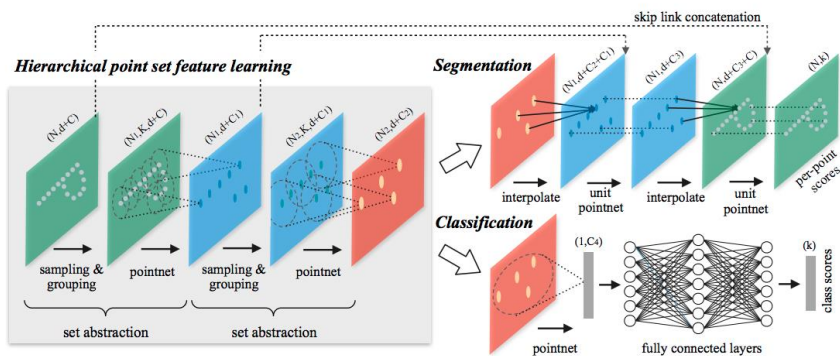 skip link concatenation
Hierarchical point set feature learning
(N,d+C)
(N1,K,d+C)
(N1,d+C1)
(N2,K,d+C1)
(N2,d+C2)
sampling &
grouping
pointnet
sampling &
grouping
pointnet
set abstraction
set abstraction
Segmentation
(N1,d+C2+C1)
(N1,d+C3)
(N,d+C3+C)
(N,k)
per-point
scores
interpolate
unit
pointnet
interpolate
unit
pointnet
Classification
(1,C4)
(k)
class scores
pointnet
fully connected layers